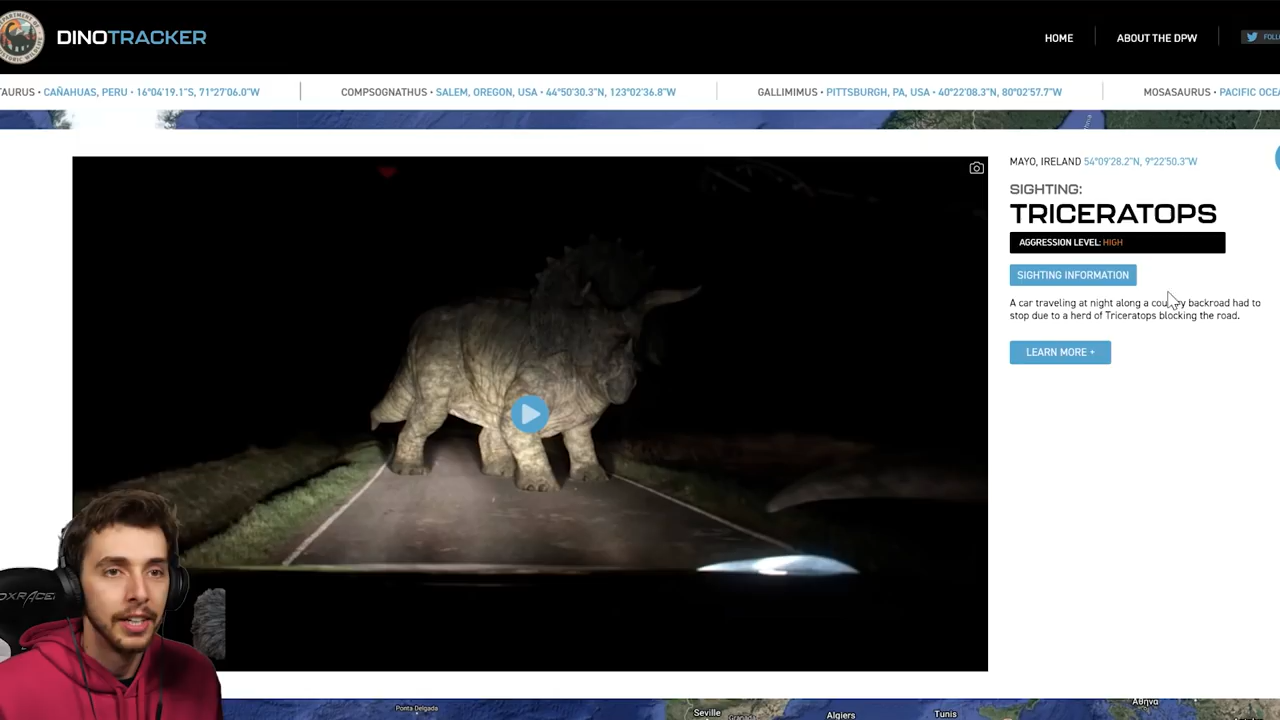 DINOTRACKER
HOME
ABOUT THE DPW
TAURUS • CAÑAHUAS, PERU • 16°04'19.1"S, 71°27'06.0"W
COMPSOGNATHUS • SALEM, OREGON, USA • 44°50'30.3"N, 123°02'36.8"W
GALLIMIMUS • PITTSBURGH, PA, USA • 40°22'08.3"N, 80°02'57.7"W
MOSASAURUS • PACIFIC OCEA
MAYO, IRELAND 54°09'28.2"N, 9°22'50.3"W
SIGHTING:
TRICERATOPS
AGGRESSION LEVEL: HIGH
SIGHTING INFORMATION
A car traveling at night along a country backroad had to
stop due to a herd of Triceratops blocking the road.
LEARN MORE +
Ponta Delgada
Seville
Algiers
Tunis
Αθήνα